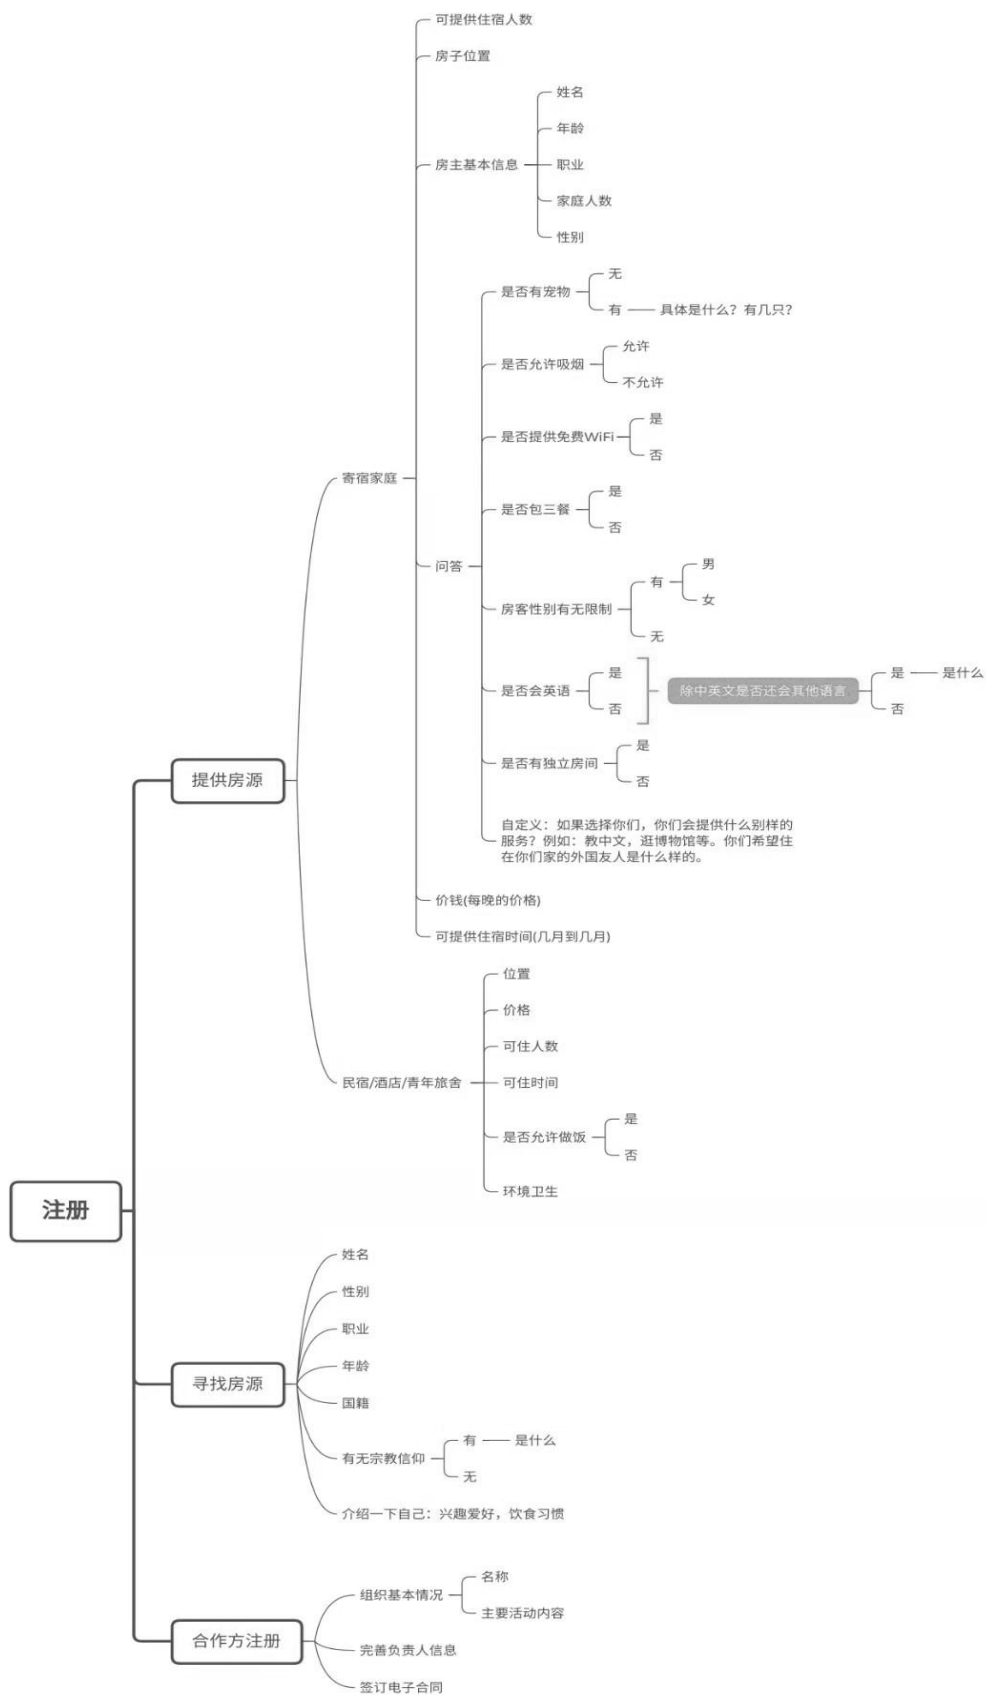 可提供住宿人数
房子位置
姓名
年龄
房主基本信息
职业
家庭人数
性别
无
是否有宠物
有
具体是什么？有几只？
允许
是否允许吸烟
不允许
是
是否提供免费WiFi
否
寄宿家庭
是
是否包三餐
否
问答
男
有
女
房客性别有无限制
无
是
是否会英语
否
除中英文是否还会其他语言
是
是什么
否
是
是否有独立房间
否
提供房源
自定义：如果选择你们，你们会提供什么别样的
服务？例如：教中文，逛博物馆等。你们希望住
在你们家的外国友人是什么样的。
价钱(每晚的价格)
可提供住宿时间(几月到几月)
位置
价格
可住人数
民宿/酒店/青年旅舍
可住时间
是
是否允许做饭
否
环境卫生
注册
姓名
性别
职业
年龄
寻找房源
国籍
有
是什么
有无宗教信仰
无
介绍一下自己：兴趣爱好，饮食习惯
名称
组织基本情况
主要活动内容
合作方注册
完善负责人信息
签订电子合同